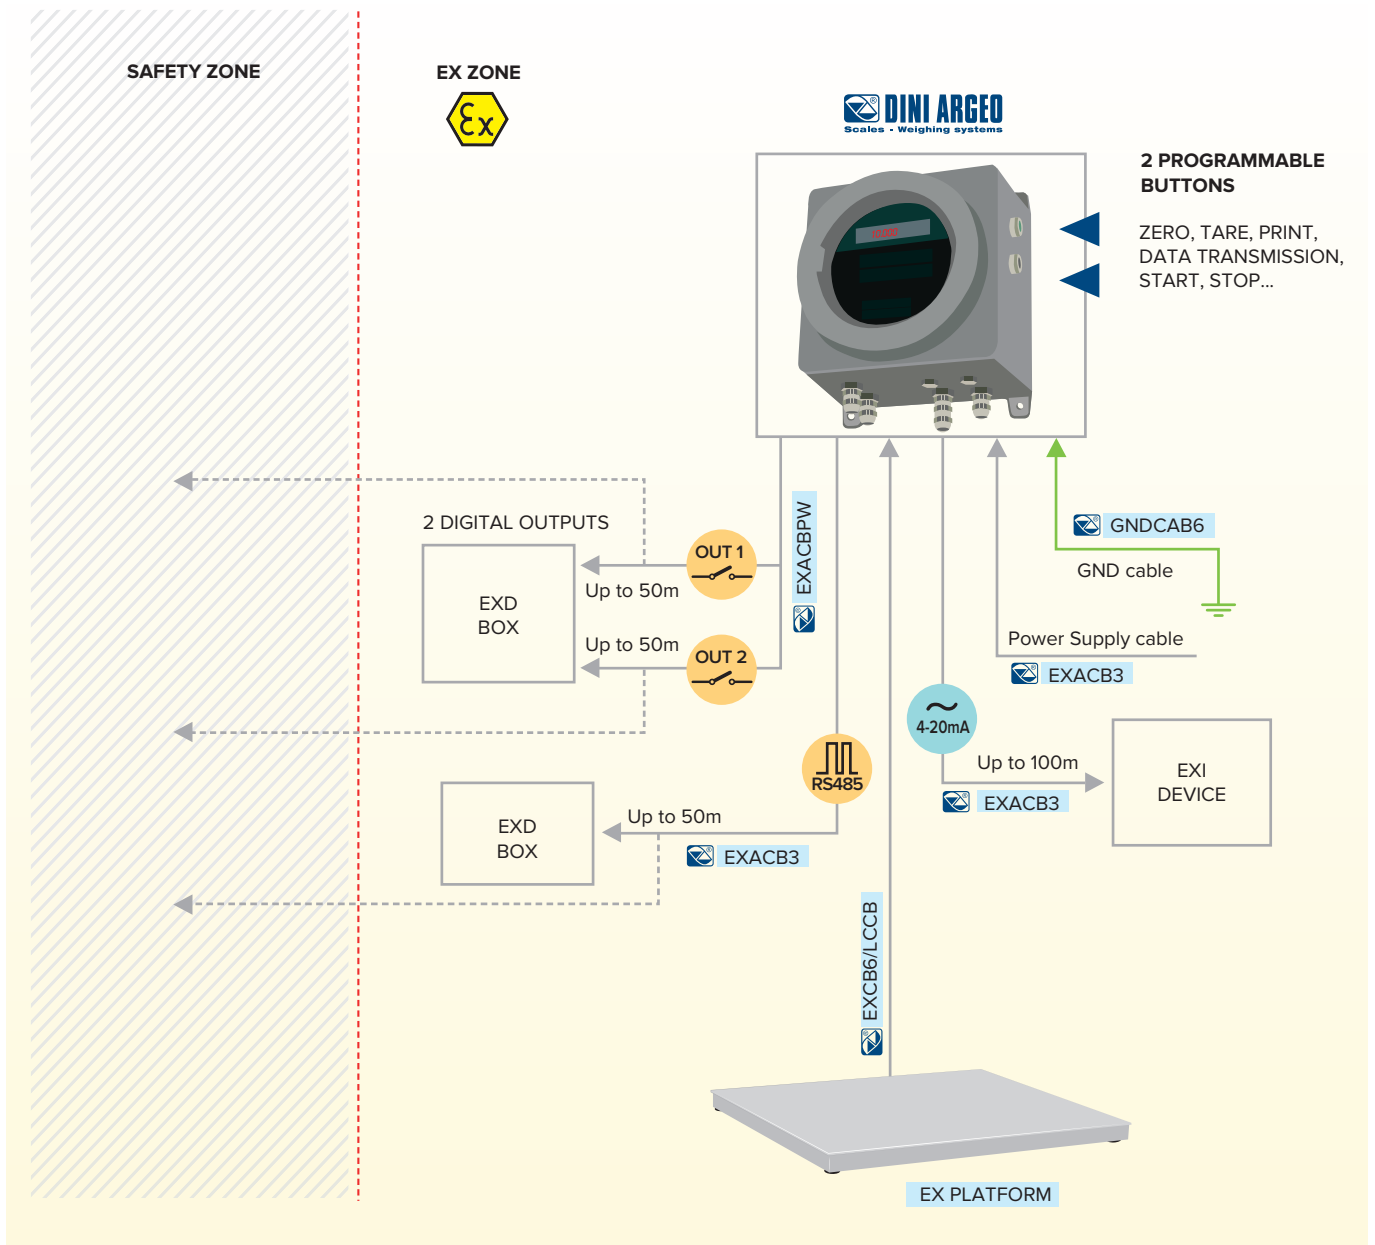 SAFETY ZONE
EX ZONE
Ex
DINI ARGEO
Scales - Weighing systems
2 PROGRAMMABLE
BUTTONS
ZERO, TARE, PRINT,
DATA TRANSMISSION,
START, STOP...
2 DIGITAL OUTPUTS
EXD
BOX
OUT 1
Up to 50m
Up to 50m
OUT 2
EXACBPW
GNDCAB6
GND cable
Power Supply cable
EXACB3
4-20mA
Up to 100m
EXACB3
EXI
DEVICE
RS485
Up to 50m
EXACB3
EXD
BOX
EXCB6/LCCB
EX PLATFORM